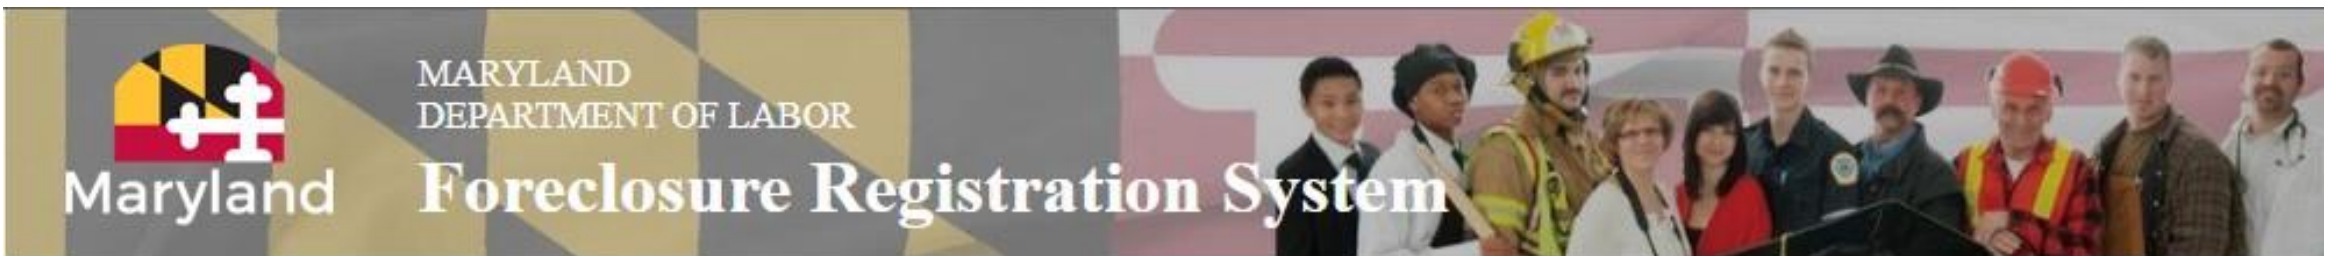 Maryland
MARYLAND
DEPARTMENT OF LABOR
Foreclosure Registration System